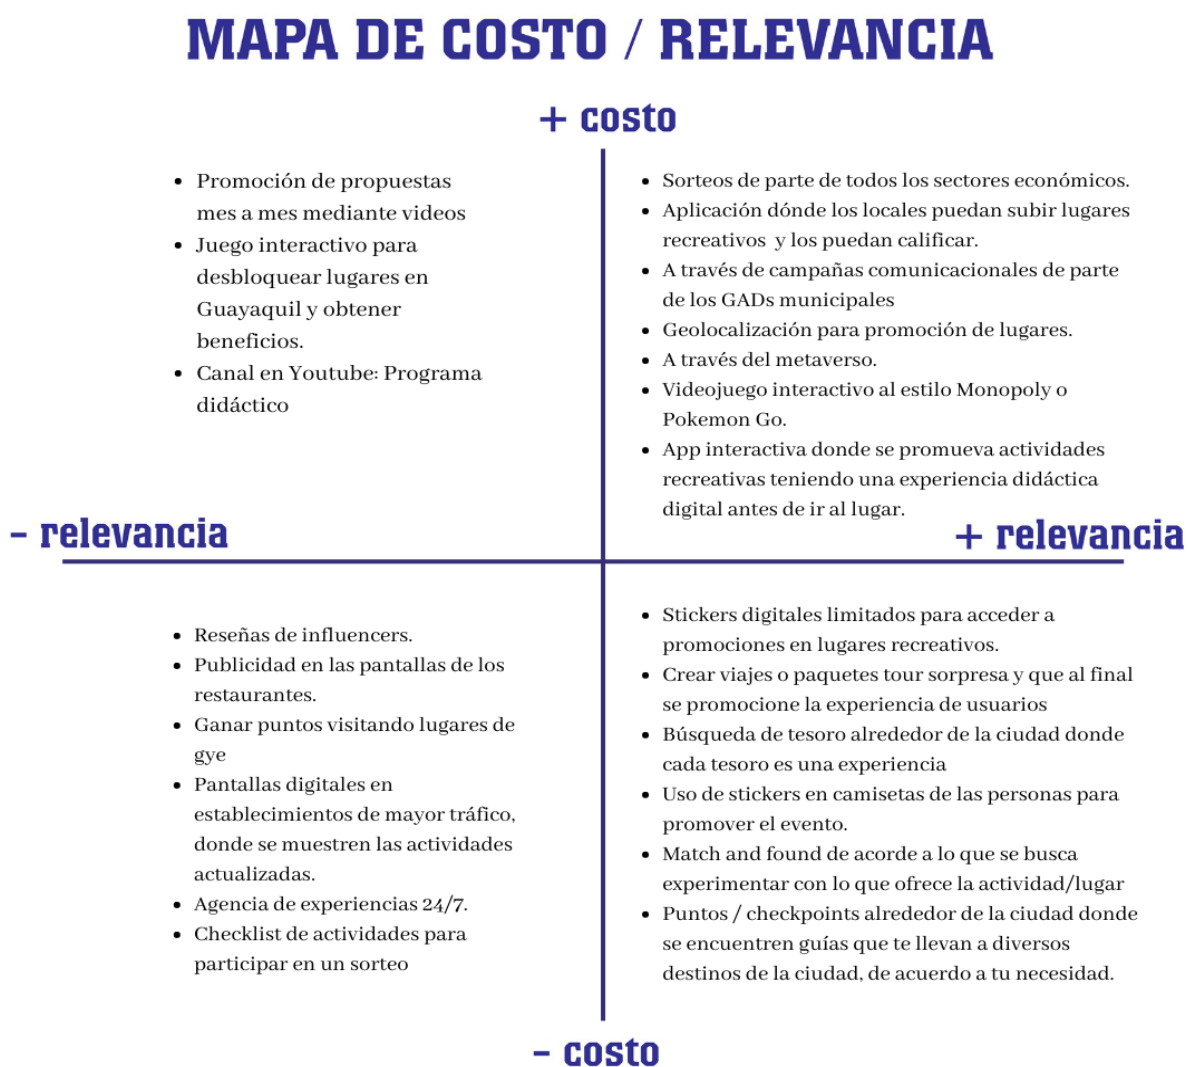 MAPA DE COSTO / RELEVANCIA
+ costo
• Promoción de propuestas
mes a mes mediante videos
• Juego interactivo para
desbloquear lugares en
Guayaquil y obtener
beneficios.
• Canal en Youtube: Programa
didáctico
• Sorteos de parte de todos los sectores económicos.
• Aplicación dónde los locales puedan subir lugares
recreativos y los puedan calificar.
• A través de campañas comunicacionales de parte
de los GADs municipales
• Geolocalización para promoción de lugares.
• A través del metaverso.
• Videojuego interactivo al estilo Monopoly o
Pokemon Go.
• App interactiva donde se promueva actividades
recreativas teniendo una experiencia didáctica
digital antes de ir al lugar.
- relevancia
+ relevancia
• Reseñas de influencers.
• Publicidad en las pantallas de los
restaurantes.
• Ganar puntos visitando lugares de
gye
• Pantallas digitales en
establecimientos de mayor tráfico,
donde se muestren las actividades
actualizadas.
• Agencia de experiencias 24/7.
• Checklist de actividades para
participar en un sorteo
• Stickers digitales limitados para acceder a
promociones en lugares recreativos.
• Crear viajes o paquetes tour sorpresa y que al final
se promocione la experiencia de usuarios
• Búsqueda de tesoro alrededor de la ciudad donde
cada tesoro es una experiencia
• Uso de stickers en camisetas de las personas para
promover el evento.
• Match and found de acorde a lo que se busca
experimentar con lo que ofrece la actividad/lugar
• Puntos / checkpoints alrededor de la ciudad donde
se encuentren guías que te llevan a diversos
destinos de la ciudad, de acuerdo a tu necesidad.
- costo